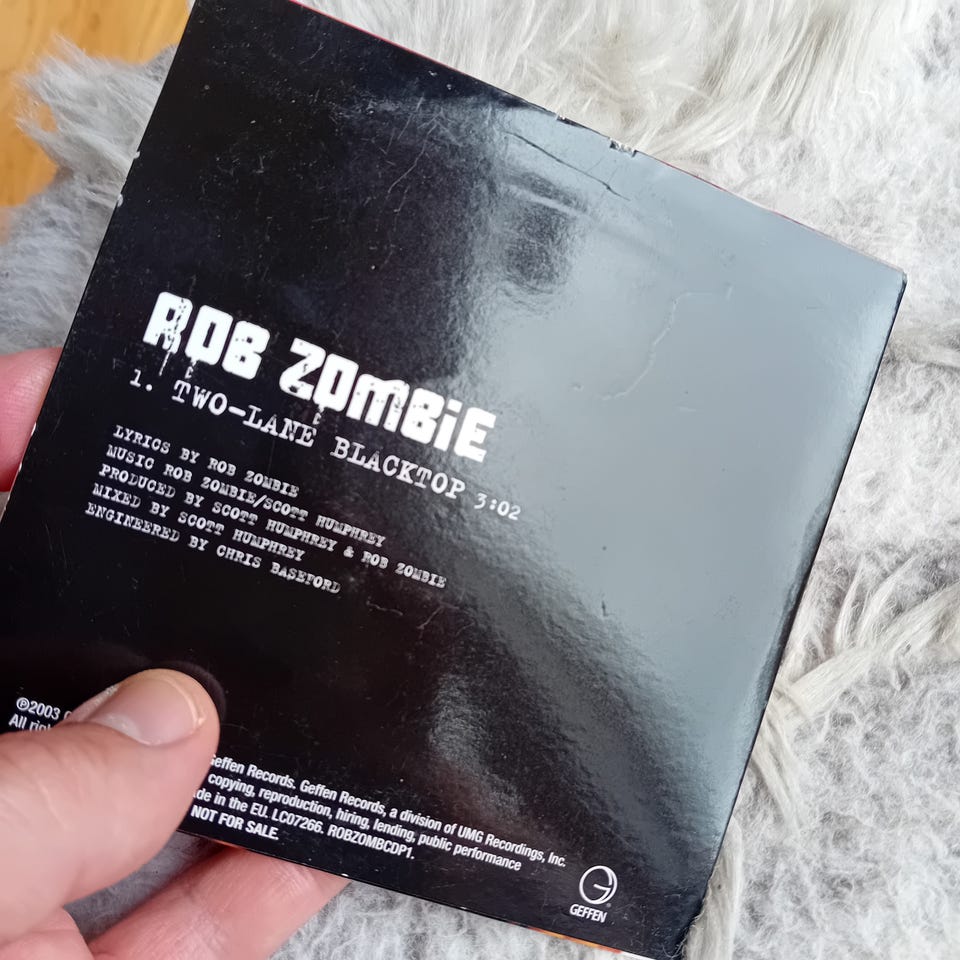 ROB ZOMBiE
1. TWO-LANE BLACKTOP 3:02
LYRICS BY ROB ZOMBIE
MUSIC ROB ZOMBIE/SCOTT HUMPHREY
PRODUCED BY SCOTT HUMPHREY & ROB ZOMBIE
MIXED BY SCOTT HUMPHREY
ENGINEERED BY CHRIS BASEFORD
℗2003 Geffen Records. Geffen Records, a division of UMG Recordings, Inc.
All copying, reproduction, hiring, lending, public performance
in the EU. LC07266. ROBZOMBCDP1.
NOT FOR SALE.
GEFFEN